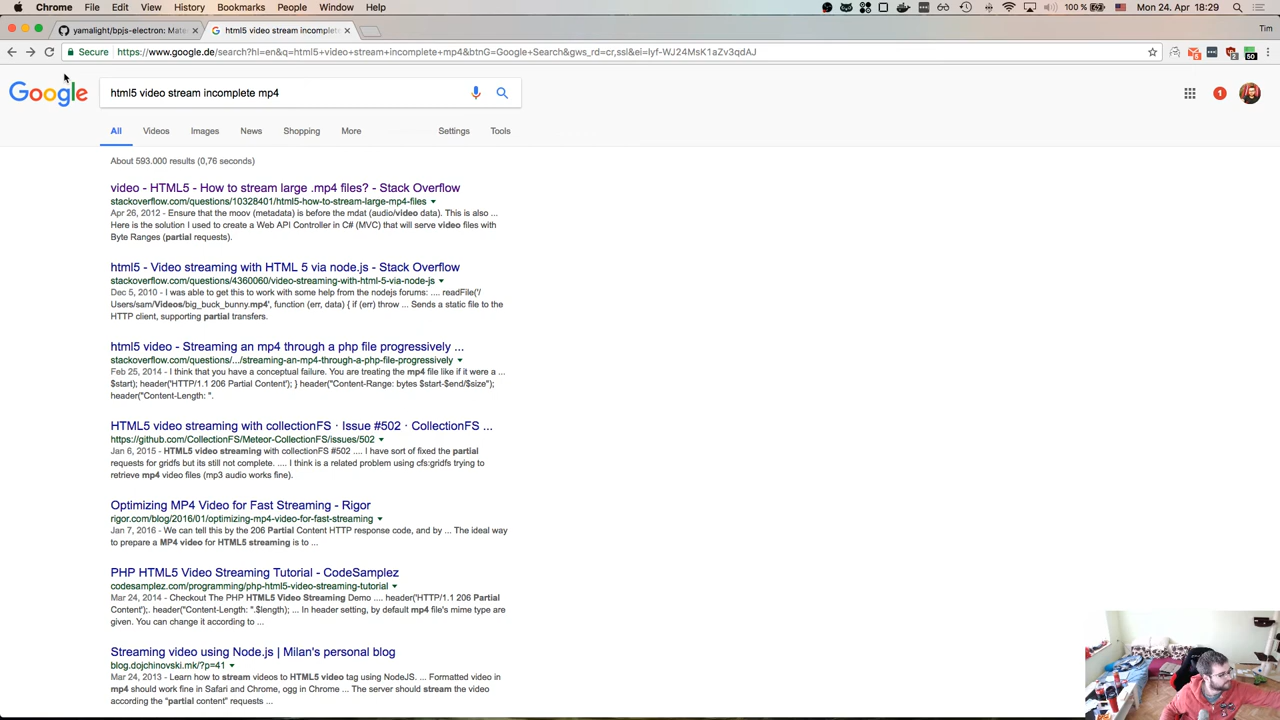 Chrome File Edit View History Bookmarks People Window Help 100 % Mon 24. Apr 18:29
yamalight/bpjs-electron: Mate html5 video stream incomplete Tim
Secure https://www.google.de/search?hl=en&q=html5+video+stream+incomplete+mp4&btnG=Google+Search&gws_rd=cr,ssl&ei=Iyf-WJ24MsK1aZv3qdAJ
Google html5 video stream incomplete mp4 1
All Videos Images News Shopping More Settings Tools
About 593.000 results (0,76 seconds)
video - HTML5 - How to stream large .mp4 files? - Stack Overflow
stackoverflow.com/questions/10328401/html5-how-to-stream-large-mp4-files
Apr 26, 2012 - Ensure that the moov (metadata) is before the mdat (audio/video data). This is also ...
Here is the solution I used to create a Web API Controller in C# (MVC) that will serve video files with
Byte Ranges (partial requests).
html5 - Video streaming with HTML 5 via node.js - Stack Overflow
stackoverflow.com/questions/4360060/video-streaming-with-html-5-via-node-js
Dec 5, 2010 - I was able to get this to work with some help from the nodejs forums: .... readFile('/
Users/sam/Videos/big_buck_bunny.mp4', function (err, data) { if (err) throw ... Sends a static file to the
HTTP client, supporting partial transfers.
html5 video - Streaming an mp4 through a php file progressively ...
stackoverflow.com/questions/.../streaming-an-mp4-through-a-php-file-progressively
Feb 25, 2014 - I think that you have a conceptual failure. You are treating the mp4 file like if it were a ...
$start); header('HTTP/1.1 206 Partial Content'); } header("Content-Range: bytes $start-$end/$size");
header("Content-Length: ".
HTML5 video streaming with collectionFS · Issue #502 · CollectionFS ...
https://github.com/CollectionFS/Meteor-CollectionFS/issues/502
Jan 6, 2015 - HTML5 video streaming with collectionFS #502 .... I have sort of fixed the partial
requests for gridfs but its still not complete. .... I think is a related problem using cfs:gridfs trying to
retrieve mp4 video files (mp3 audio works fine).
Optimizing MP4 Video for Fast Streaming - Rigor
rigor.com/blog/2016/01/optimizing-mp4-video-for-fast-streaming
Jan 7, 2016 - We can tell this by the 206 Partial Content HTTP response code, and by ... The ideal way
to prepare a MP4 video for HTML5 streaming is to ...
PHP HTML5 Video Streaming Tutorial - CodeSamplez
codesamplez.com/programming/php-html5-video-streaming-tutorial
Mar 24, 2014 - Checkout The PHP HTML5 Video Streaming Demo .... header('HTTP/1.1 206 Partial
Content');. header("Content-Length: ".$length); ... In header setting, by default mp4 file's mime type are
given. You can change it according to ...
Streaming video using Node.js | Milan's personal blog
blog.dojchinovski.mk/?p=41
Mar 24, 2013 - Learn how to stream videos to HTML5 video tag using NodeJS. ... Formatted video in
mp4 should work fine in Safari and Chrome, ogg in Chrome ... The server should stream the video
according the "partial content" requests ...